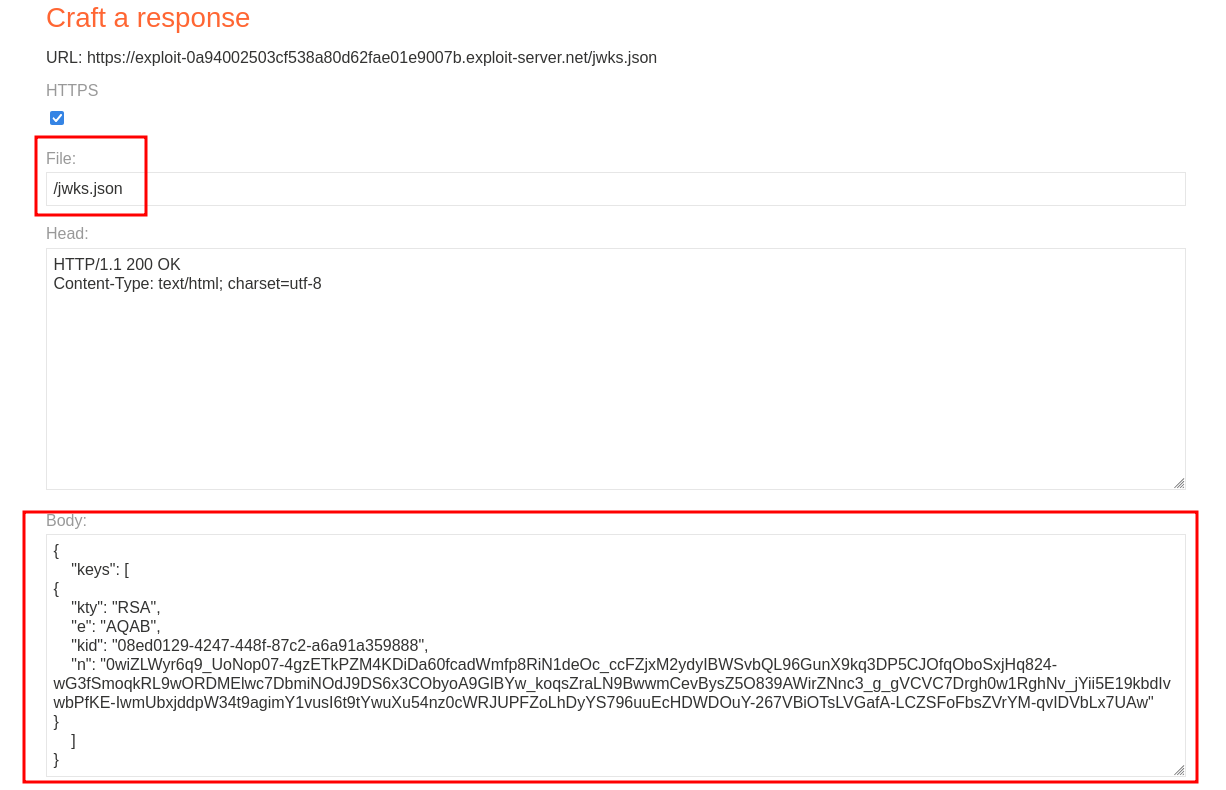 Craft a response
URL: https://exploit-0a94002503cf538a80d62fae01e9007b.exploit-server.net/jwks.json
HTTPS
File:
/jwks.json
Head:
HTTP/1.1 200 OK
Content-Type: text/html; charset=utf-8
Body:
{
    "keys": [
{
    "kty": "RSA",
    "e": "AQAB",
    "kid": "08ed0129-4247-448f-87c2-a6a91a359888",
    "n": "0wiZLWyr6q9_UoNop07-4gzETkPZM4KDiDa60fcadWmfp8RiN1deOc_ccFZjxM2ydyIBWSvbQL96GunX9kq3DP5CJOfqOboSxjHq824-
wG3fSmoqkRL9wORDMElwc7DbmiNOdJ9DS6x3CObyoA9GlBYw_koqsZraLN9BwwmCevBysZ5O839AWirZNnc3_g_gVCVC7Drgh0w1RghNv_jYii5E19kbdIv
wbPfKE-IwmUbxjddpW34t9agimY1vusI6t9tYwuXu54nz0cWRJUPFZoLhDyYS796uuEcHDWDOuY-267VBiOTsLVGafA-LCZSFoFbsZVrYM-qvIDVbLx7UAw"
}
    ]
}